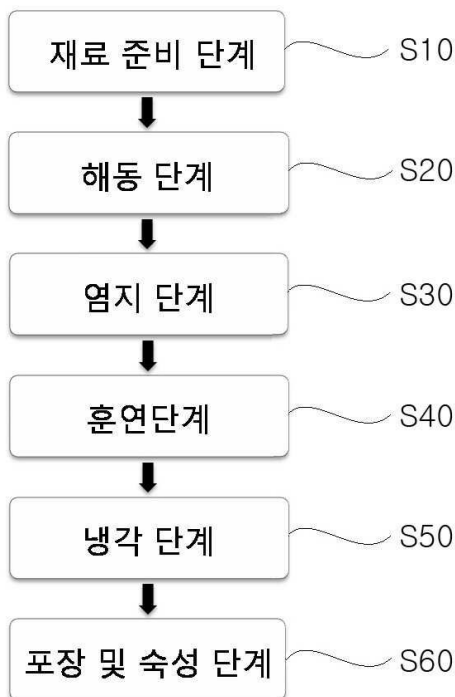 재료 준비 단계 S10
해동 단계 S20
염지 단계 S30
훈연단계 S40
냉각 단계 S50
포장 및 숙성 단계 S60